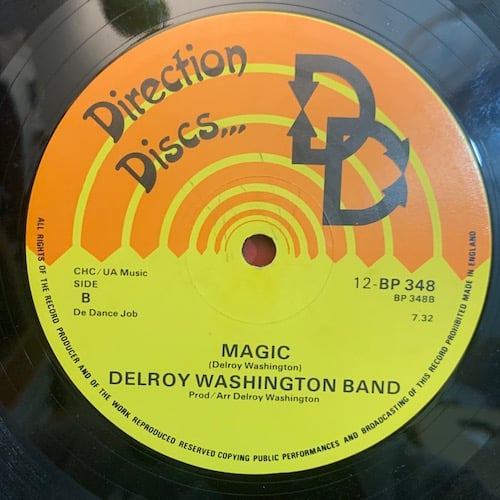 Direction
Discs...
DD
CHC/UA Music
SIDE
B
De Dance Job
12-BP 348
BP 348B
7.32
MAGIC
(Delroy Washington)
DELROY WASHINGTON BAND
Prod/Arr Delroy Washington
ALL RIGHTS OF THE RECORD PRODUCER AND OF THE WORK REPRODUCED RESERVED COPYING PUBLIC PERFORMANCES AND BROADCASTING OF THIS RECORD PROHIBITED MADE IN ENGLAND